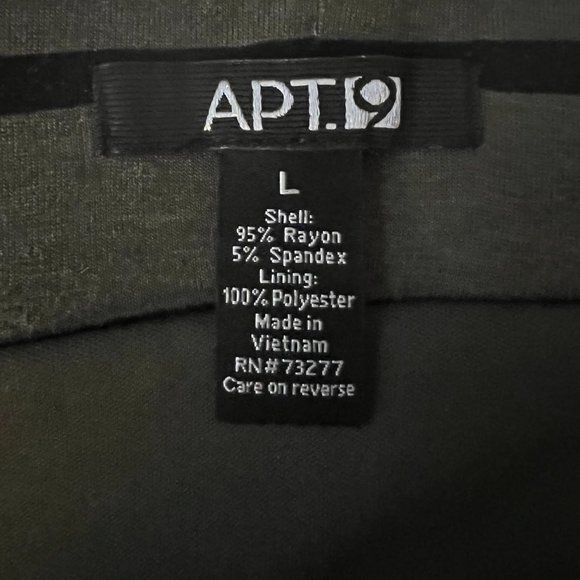 APT.9
L
Shell:
95% Rayon
5% Spandex
Lining:
100% Polyester
Made in
Vietnam
RN# 73277
Care on reverse